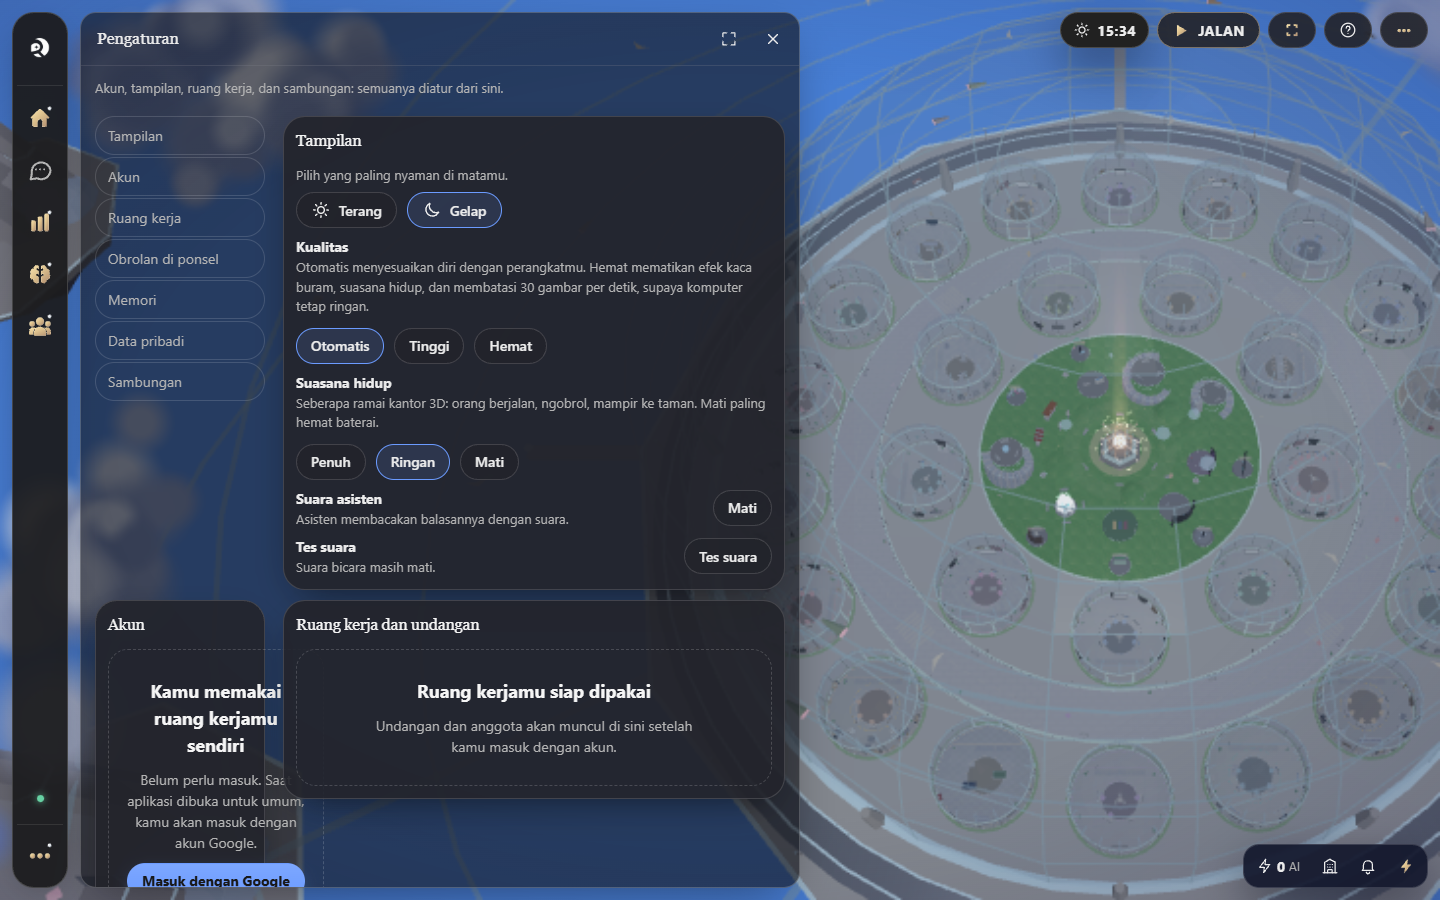 Pengaturan
15:34
JALAN
Akun, tampilan, ruang kerja, dan sambungan: semuanya diatur dari sini.
Tampilan
Akun
Ruang kerja
Obrolan di ponsel
Memori
Data pribadi
Sambungan
Tampilan
Pilih yang paling nyaman di matamu.
Terang
Gelap
Kualitas
Otomatis menyesuaikan diri dengan perangkatmu. Hemat mematikan efek kaca
buram, suasana hidup, dan membatasi 30 gambar per detik, supaya komputer
tetap ringan.
Otomatis
Tinggi
Hemat
Suasana hidup
Seberapa ramai kantor 3D: orang berjalan, ngobrol, mampir ke taman. Mati paling
hemat baterai.
Penuh
Ringan
Mati
Suara asisten
Asisten membacakan balasannya dengan suara.
Mati
Tes suara
Suara bicara masih mati.
Tes suara
Akun
Kamu memakai
ruang kerjamu
sendiri
Belum perlu masuk. Saa
aplikasi dibuka untuk umum,
kamu akan masuk dengan
akun Google.
Masuk dengan Google
Ruang kerja dan undangan
Ruang kerjamu siap dipakai
Undangan dan anggota akan muncul di sini setelah
kamu masuk dengan akun.
0 AI